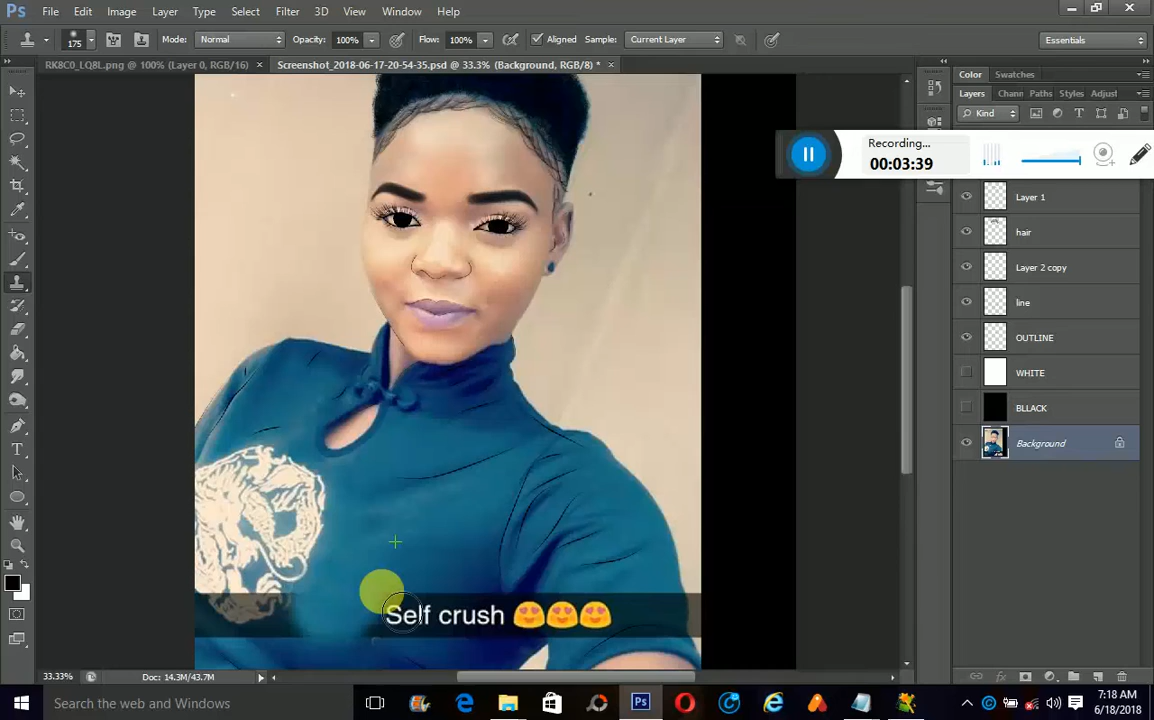 Ps File Edit Image Layer Type Select Filter 3D View Window Help
175 Mode: Normal Opacity: 100% Flow: 100% Aligned Sample: Current Layer Essentials
RK8C0_LQ8L.png @ 100% (Layer 0, RGB/16) × Screenshot_2018-06-17-20-54-35.psd @ 33.3% (Background, RGB/8) * ×
Color Swatches
Layers Chann Paths Styles Adjust
Kind
Recording...
00:03:39
Layer 1
hair
Layer 2 copy
line
OUTLINE
WHITE
BLLACK
Background
Self crush 😍😍😍
33.33% Doc: 14.3M/43.7M
Search the web and Windows
7:18 AM
6/18/2018